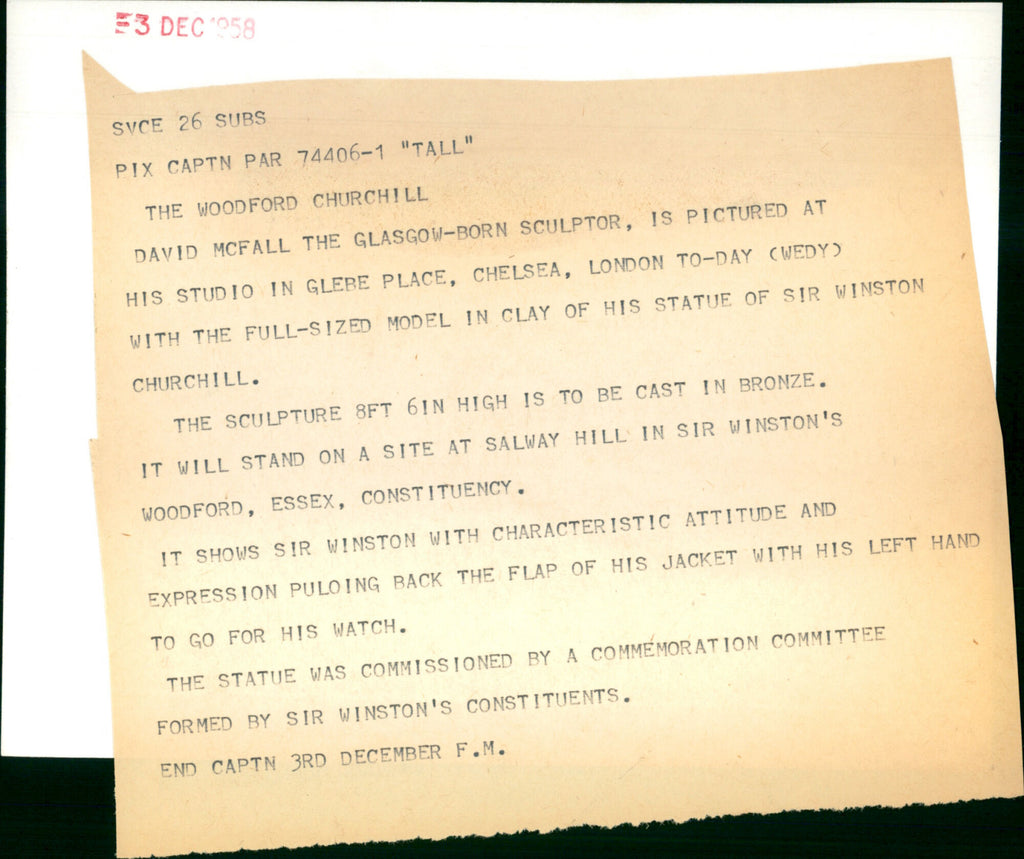 3 DEC 1958
SVCE 26 SUBS
PIX CAPTN PAR 74406-1 "TALL"
THE WOODFORD CHURCHILL
DAVID MCFALL THE GLASGOW-BORN SCULPTOR, IS PICTURED AT
HIS STUDIO IN GLEBE PLACE, CHELSEA, LONDON TO-DAY (WEDY)
WITH THE FULL-SIZED MODEL IN CLAY OF HIS STATUE OF SIR WINSTON
CHURCHILL.
THE SCULPTURE 8FT 6IN HIGH IS TO BE CAST IN BRONZE.
IT WILL STAND ON A SITE AT SALWAY HILL IN SIR WINSTON'S
WOODFORD, ESSEX, CONSTITUENCY.
IT SHOWS SIR WINSTON WITH CHARACTERISTIC ATTITUDE AND
EXPRESSION PULOING BACK THE FLAP OF HIS JACKET WITH HIS LEFT HAND
TO GO FOR HIS WATCH.
THE STATUE WAS COMMISSIONED BY A COMMEMORATION COMMITTEE
FORMED BY SIR WINSTON'S CONSTITUENTS.
END CAPTN 3RD DECEMBER F.M.